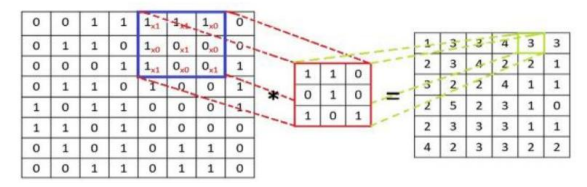 0 0 1 1 1x1 1x1 1x0 0
0 1 1 0 1x0 0x1 0x0 0
0 0 0 1 1x1 0x0 0x1 1
0 1 1 0 1 0 0 1
1 0 1 1 0 0 0 1
1 1 0 1 0 0 0 0
0 1 0 1 0 1 1 0
0 0 1 1 0 1 1 0
*
1 1 0
0 1 0
1 0 1
=
1 3 3 4 3 3
2 3 4 2 2 1
3 2 2 4 1 1
2 5 2 3 1 0
2 3 3 3 1 1
4 2 3 3 2 2